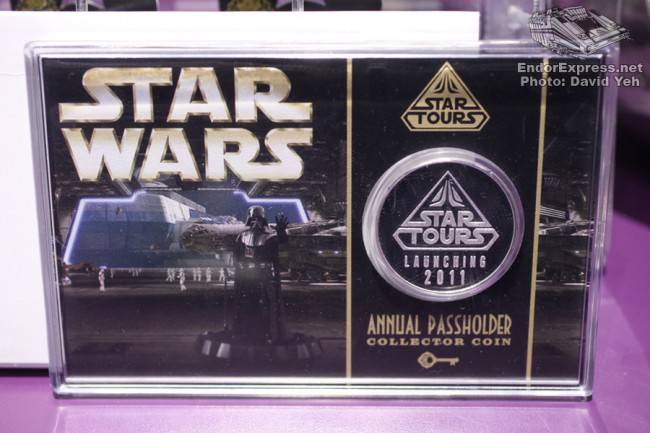 EndorExpress.net
Photo: David Yeh
STAR
WARS
STAR
TOURS
STAR
TOURS
LAUNCHING
2011
ANNUAL PASSHOLDER
COLLECTOR COIN